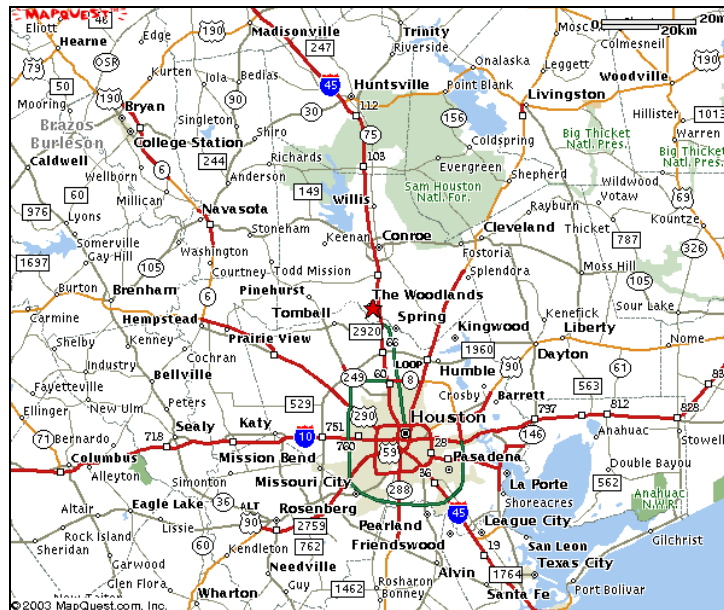 MAPQUEST
46
Edge
190
Madisonville
Trinity
Mosc
0
20m
20km
Eliott
Hearne
247
Riverside
Colmesneil
OSR
Kurten
Iola
Bedias
Onalaska
Leggett
Woodville
79
50
45
Huntsville
Point Blank
190
Mooring
190
Bryan
90
112
Livingston
Singleton
30
156
Hillister
1013
Brazos
Shiro
75
Big Thicket
Natl. Pres.
Warren
Burleson
College Station
103
Coldspring
Big Thicket
Natl. Pres.
Caldwell
244
Richards
Evergreen
Wellborn
6
Anderson
149
Sam Houston
Natl. For.
Shepherd
Wildwood
60
Millican
Willis
Votaw
69
976
Lyons
Navasota
Rayburn
Kountze
Somerville
Stoneham
Keenan
Conroe
Cleveland
Thicket
787
Gay Hill
Washington
Fostoria
326
1697
105
Courtney
Todd Mission
Splendora
Moss Hill
105
Burton
Brenham
6
Pinehurst
The Woodlands
Sour Lake
Carmine
Hempstead
Tomball
Spring
Kenefick
Shelby
Kenney
Prairie View
2920
66
Kingwood
Liberty
Nome
Industry
Cochran
LOOP
1960
90
Dayton
Fayetteville
Bellville
249
60
8
Humble
61
New Ulm
Peters
Crosby
Barrett
563
Ellinger
529
290
Houston
797
812
828
71
Bernardo
718
Sealy
Katy
751
10
760
59
28
146
Anahuac
Stowell
Columbus
Mission Bend
Pasadena
Double Bayou
Alleyton
Simonton
Missouri City
36
La Porte
562
Eagle Lake
36
ALT
288
Shoreacres
Anahuac
N.W.R.
Altair
90
Rosenberg
45
Lissie
2759
Pearland
League City
Gilchrist
Rock Island
60
762
Friendswood
19
San Leon
Sheridan
Kendleton
Texas City
Garwood
Needville
Alvin
1764
Glen Flora
Guy
1462
Rosharon
Port Bolivar
Wharton
Bonney
Santa Fe
©2003 MapQuest.com, Inc.